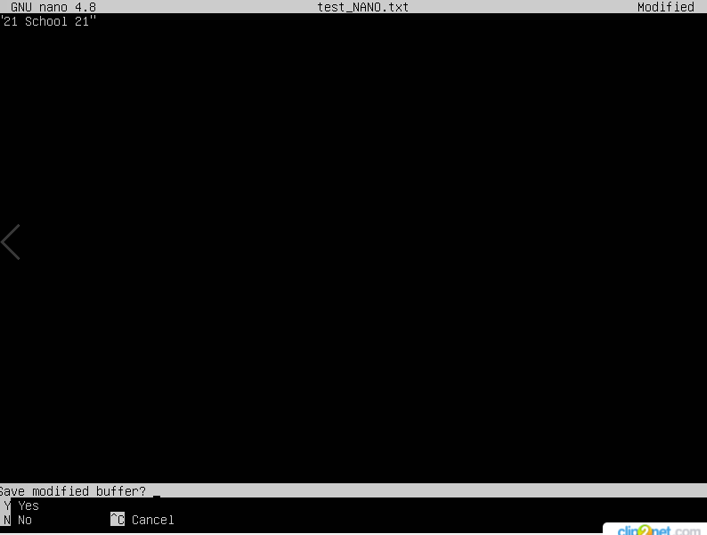 GNU nano 4.8 test_NANO.txt Modified
"21 School 21"
Save modified buffer?
Y Yes
N No ^C Cancel
clip2net.com